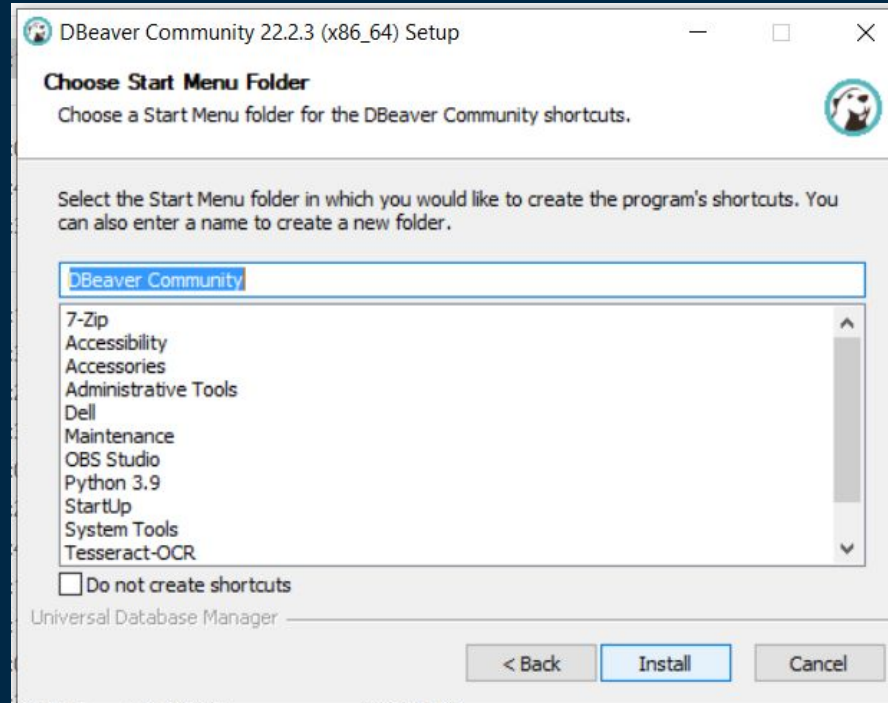 DBeaver Community 22.2.3 (x86_64) Setup
Choose Start Menu Folder
Choose a Start Menu folder for the DBeaver Community shortcuts.
Select the Start Menu folder in which you would like to create the program's shortcuts. You
can also enter a name to create a new folder.
DBeaver Community
7-Zip
Accessibility
Accessories
Administrative Tools
Dell
Maintenance
OBS Studio
Python 3.9
StartUp
System Tools
Tesseract-OCR
Do not create shortcuts
Universal Database Manager
< Back Install Cancel